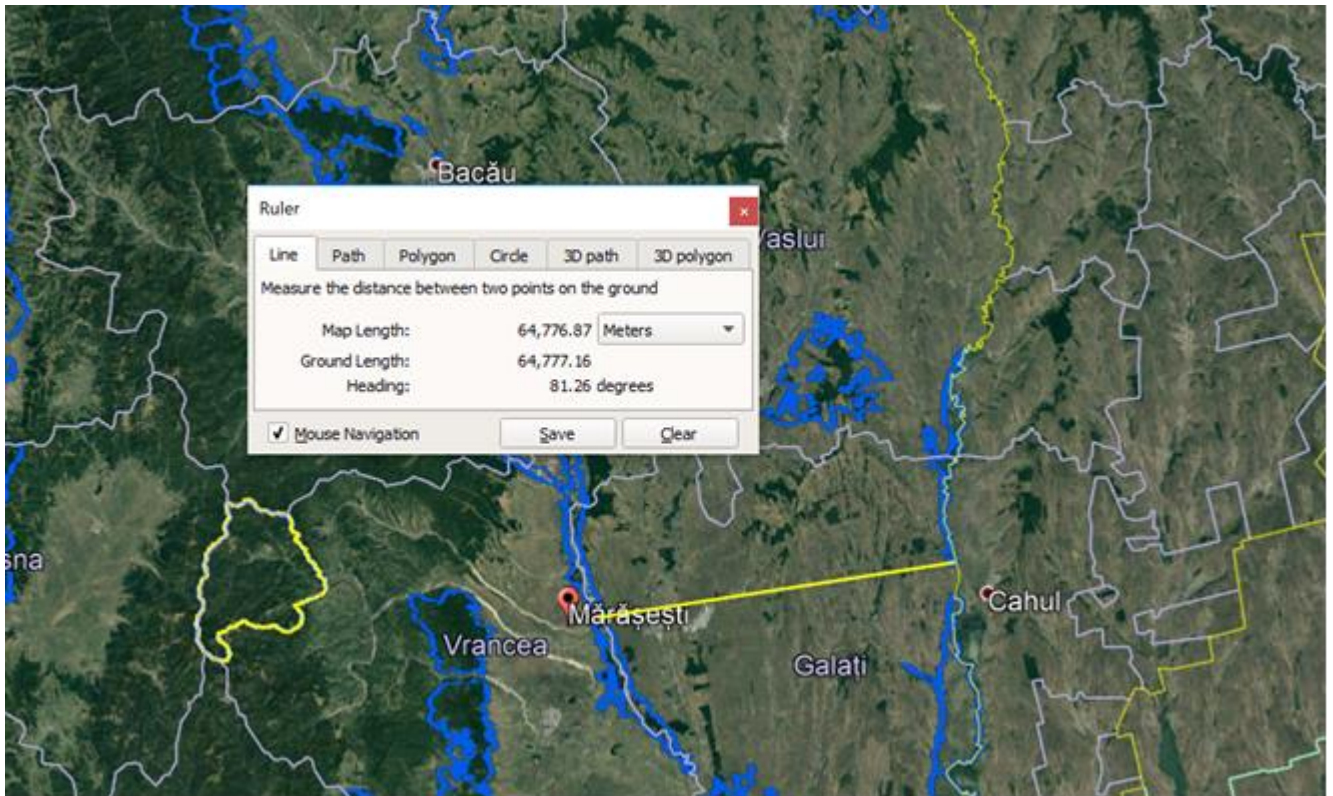 Bacău
Ruler
Line Path Polygon Circle 3D path 3D polygon
aslui
Measure the distance between two points on the ground
Map Length: 64,776.87 Meters
Ground Length: 64,777.16
Heading: 81.26 degrees
Mouse Navigation Save Clear
sna
Mărășești
Cahul
Vrancea
Galați